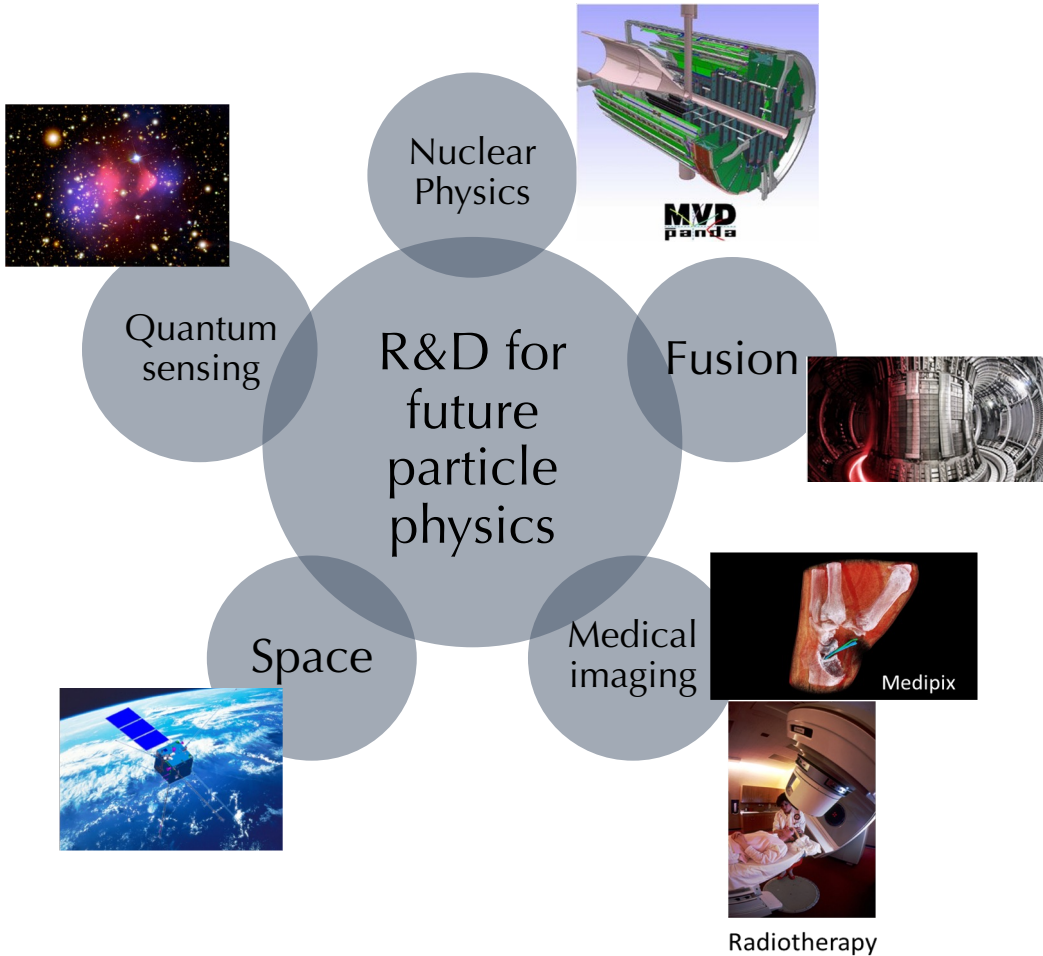 Nuclear
Physics
MVD
panda
Quantum
sensing
R&D for
future
particle
physics
Fusion
Space
Medical
imaging
Medipix
Radiotherapy